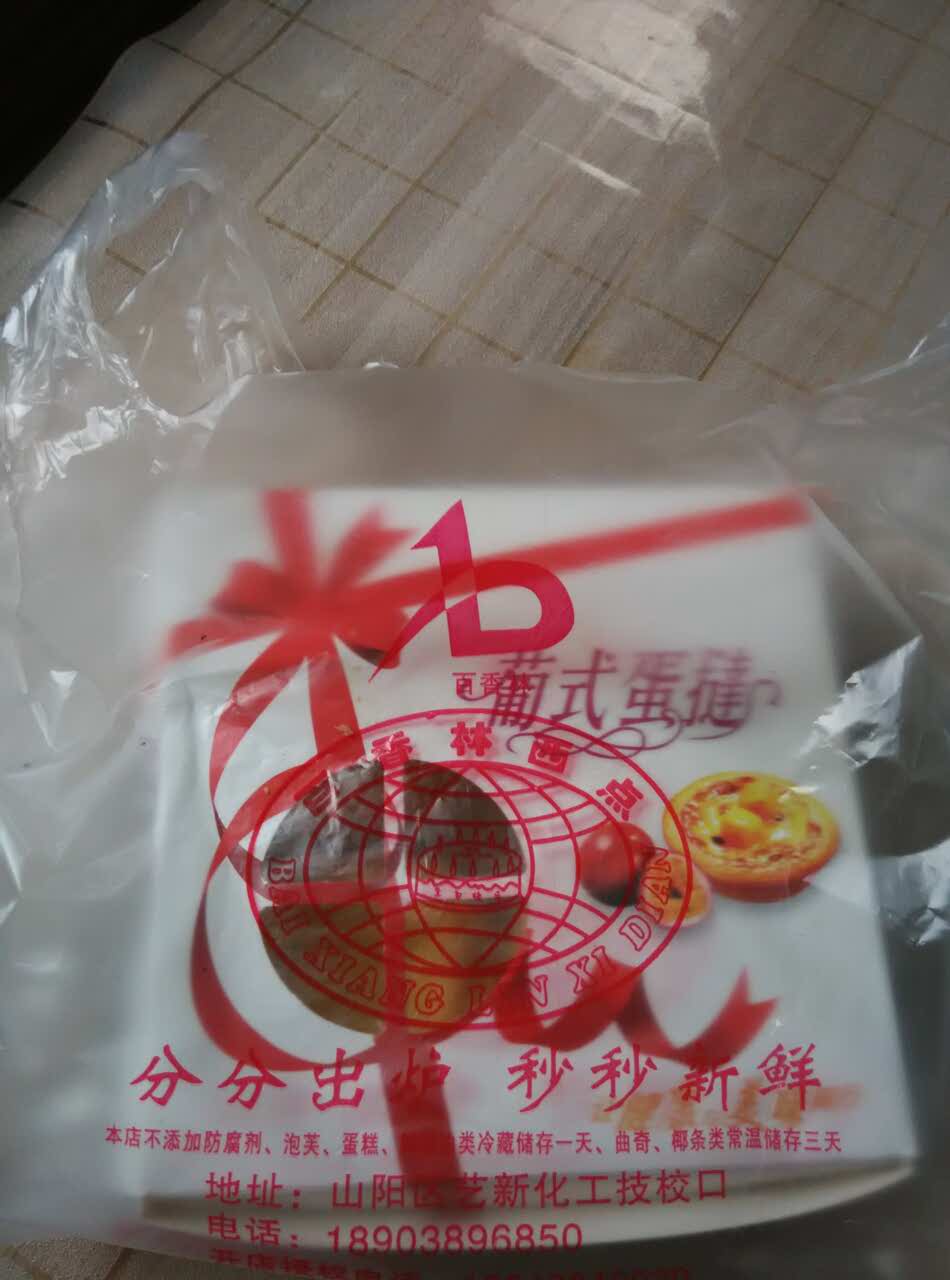 百香林
葡式蛋挞
百香林西点
BAI XIANG LIN XI DIAN
分分出炉 秒秒新鲜
本店不添加防腐剂、泡芙、蛋糕、类冷藏储存一天、曲奇、椰条类常温储存三天
地址：山阳区艺新化工技校口
电话：18903896850